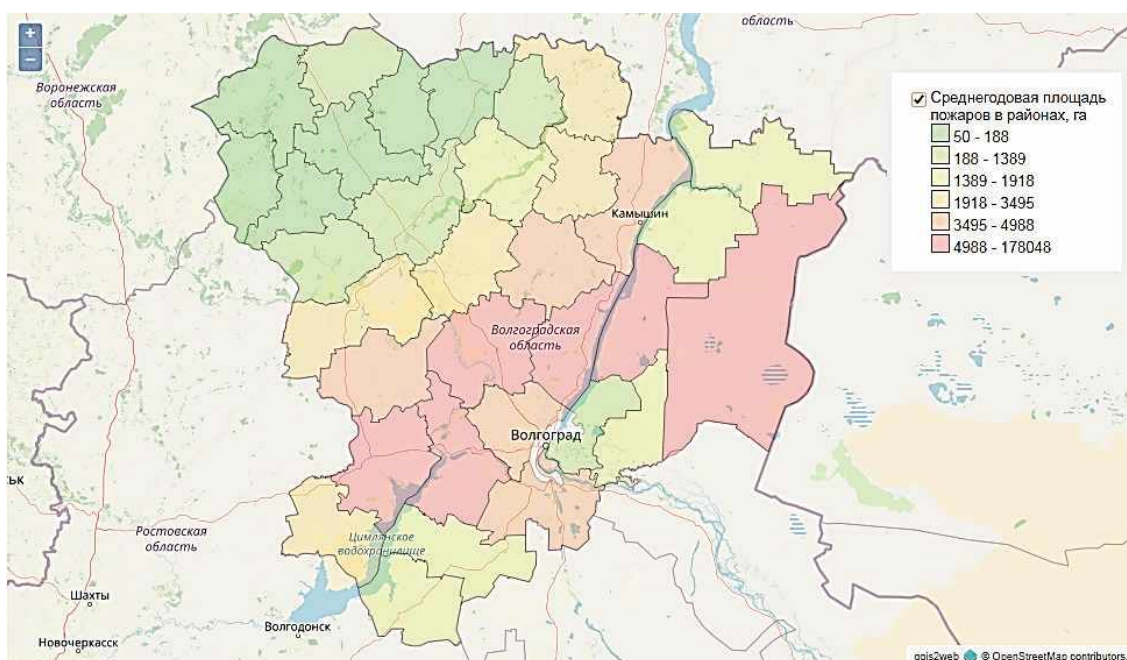 +
−
область
Воронежская
область
Среднегодовая площадь
пожаров в районах, га
50 - 188
188 - 1389
1389 - 1918
1918 - 3495
3495 - 4988
4988 - 178048
Камышин
Волгоградская
область
Волгоград
ьк
Ростовская
область
Цимлянское
водохранилище
Шахты
Волгодонск
Новочеркасск
qgis2web © OpenStreetMap contributors.